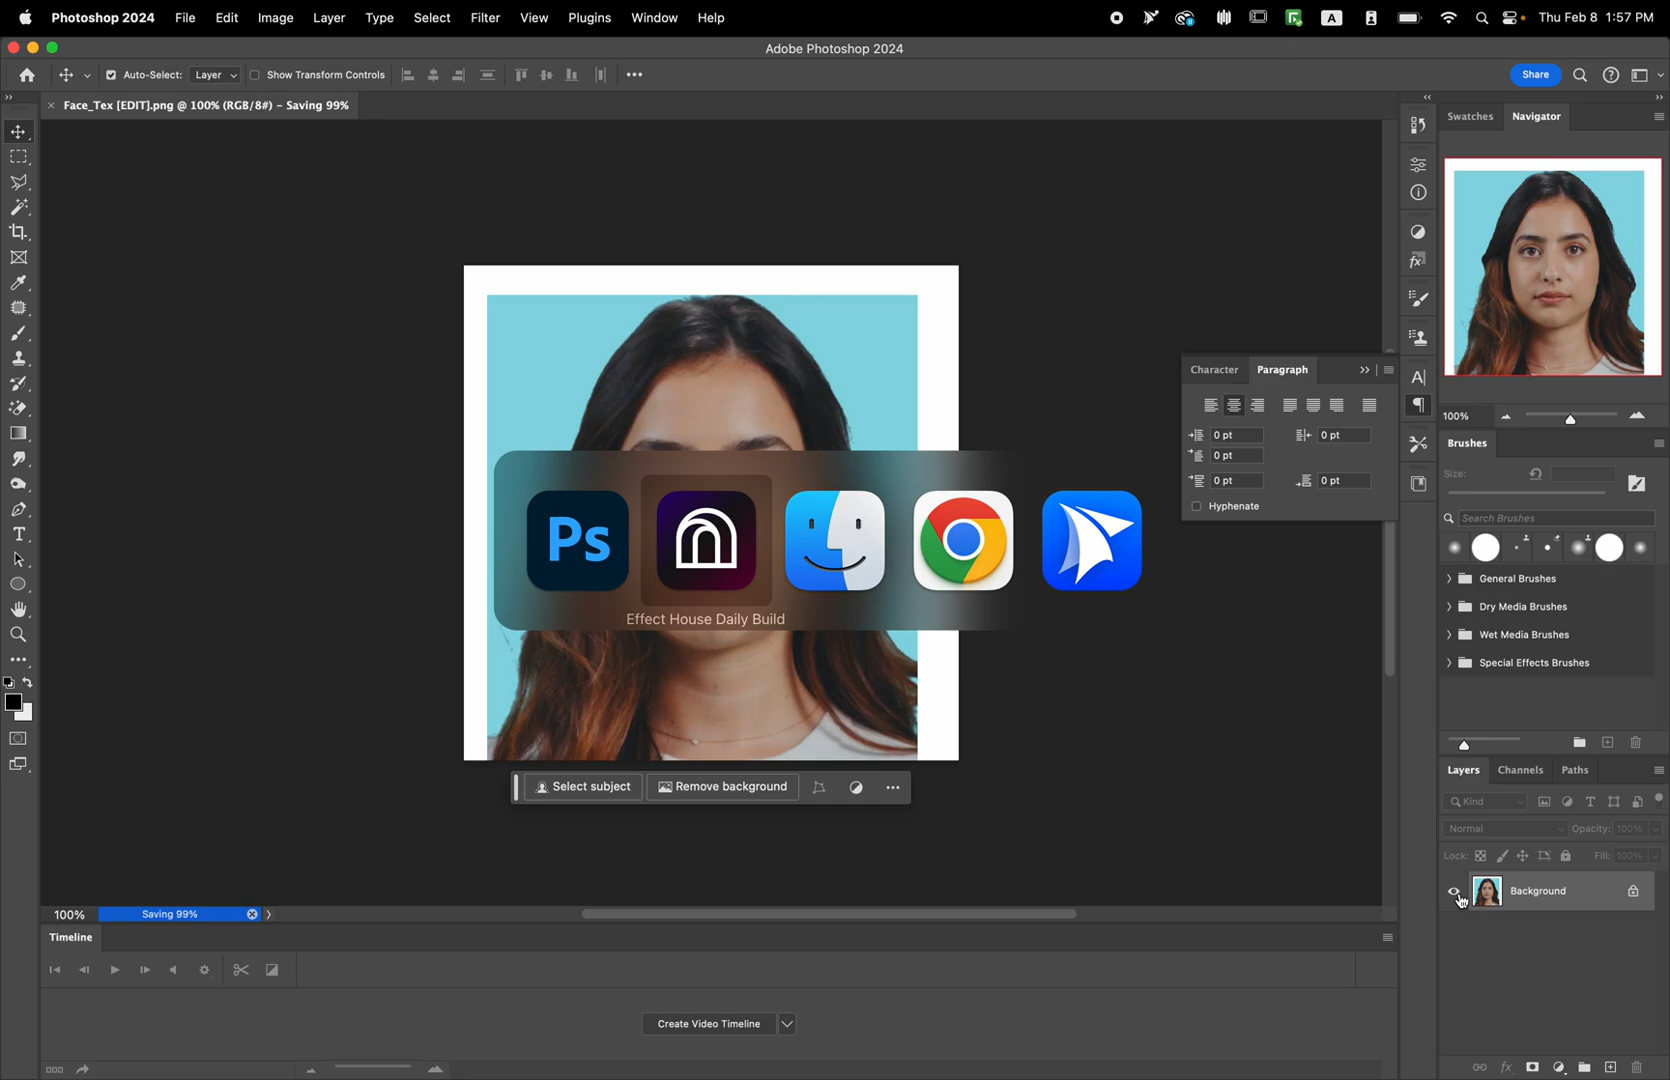 Photoshop 2024 File Edit Image Layer Type Select Filter View Plugins Window Help A Thu Feb 8 1:57 PM
Adobe Photoshop 2024
Auto-Select: Layer Show Transform Controls Share
Face_Tex [EDIT].png @ 100% (RGB/8#) – Saving 99%
Swatches Navigator
Character Paragraph
0 pt 0 pt
0 pt
0 pt 0 pt
Hyphenate
100%
Brushes
Size:
Search Brushes
General Brushes
Dry Media Brushes
Wet Media Brushes
Special Effects Brushes
Ps
Effect House Daily Build
T
Select subject Remove background
Layers Channels Paths
Kind
Normal Opacity: 100%
Lock: Fill: 100%
Background
100% Saving 99%
Timeline
Create Video Timeline
fx